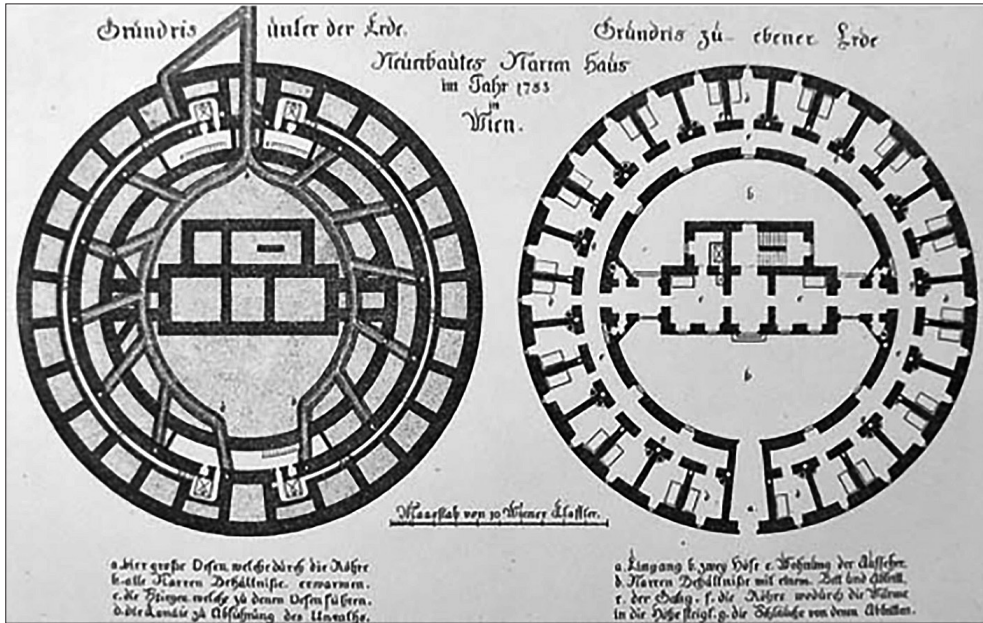 Grundris unter der Erde.
Grundris zu ebener Erde
Neuerbautes Narren Haus
im Jahr 1783
in
Wien.
Maasstab von 10 Wiener Klaffter.
a. vier große Oefen, welche durch die Röhre
b. alle Narren Behältniße erwarmen.
c. die Stiegen welche zu denen Oefen führen.
d. die Kanäle zu Abführung des Unraths.
a. Eingang b. zwey Höfe c. Wohnung der Aufseher.
d. Narren Behältniße mit einem Bett und Abtritt.
e. der Gang. f. die Röhre wodurch die Wärme
in die Höhe steigt. g. die Schläuche von denen Abtritten.